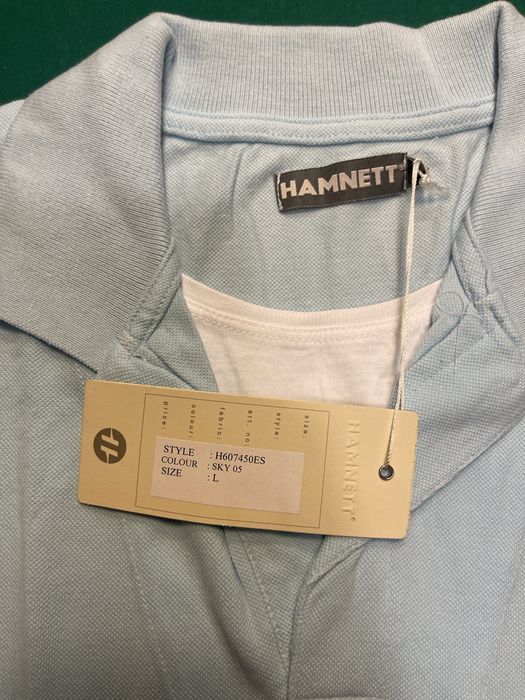 HAMNETT
size:
style:
art. no:
fabric:
colour:
price:
HAMNETT®
STYLE : H607450ES
COLOUR : SKY 05
SIZE : L